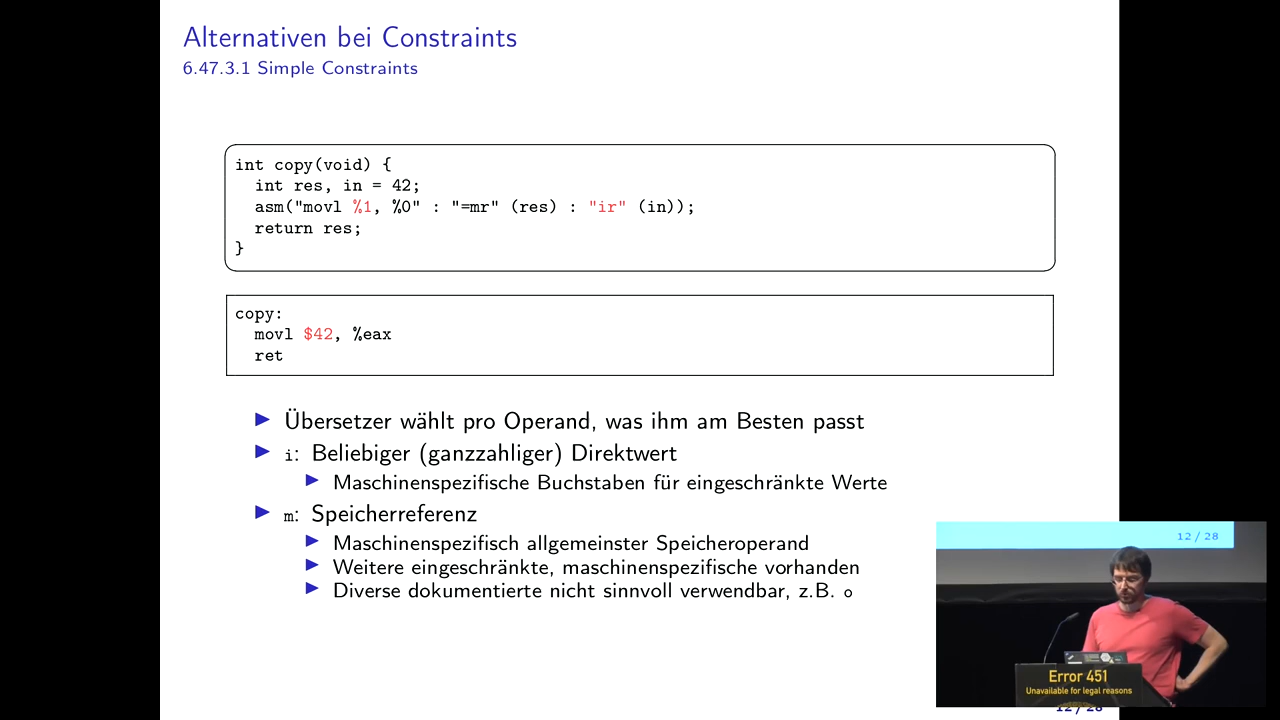 Alternativen bei Constraints
6.47.3.1 Simple Constraints
int copy(void) {
  int res, in = 42;
  asm("movl %1, %0" : "=mr" (res) : "ir" (in));
  return res;
}
copy:
  movl $42, %eax
  ret
▶ Übersetzer wählt pro Operand, was ihm am Besten passt
▶ i: Beliebiger (ganzzahliger) Direktwert
▶ Maschinenspezifische Buchstaben für eingeschränkte Werte
▶ m: Speicherreferenz
▶ Maschinenspezifisch allgemeinster Speicheroperand
▶ Weitere eingeschränkte, maschinenspezifische vorhanden
▶ Diverse dokumentierte nicht sinnvoll verwendbar, z.B. o
12 / 28
Error 451
Unavailable for legal reasons
12 / 28